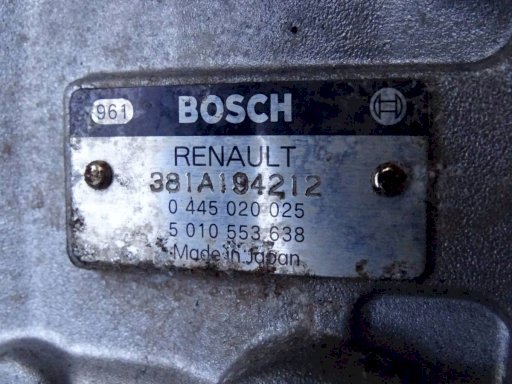 961 BOSCH
RENAULT
381A194212
0 445 020 025
5 010 553 638
Made in Japan